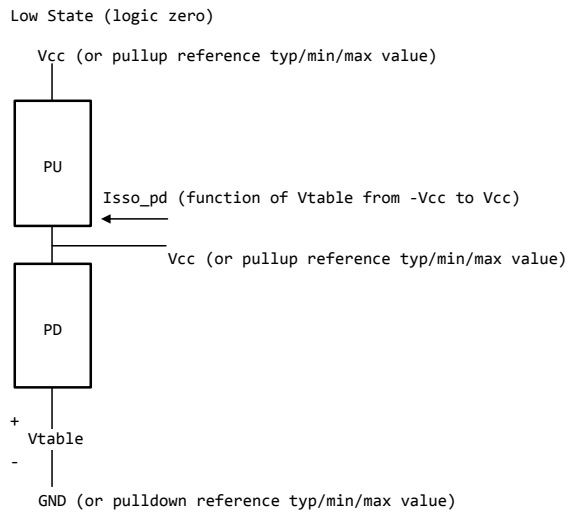 Low State (logic zero)
Vcc (or pullup reference typ/min/max value)
PU
Isso_pd (function of Vtable from -Vcc to Vcc)
Vcc (or pullup reference typ/min/max value)
PD
+
Vtable
-
GND (or pulldown reference typ/min/max value)